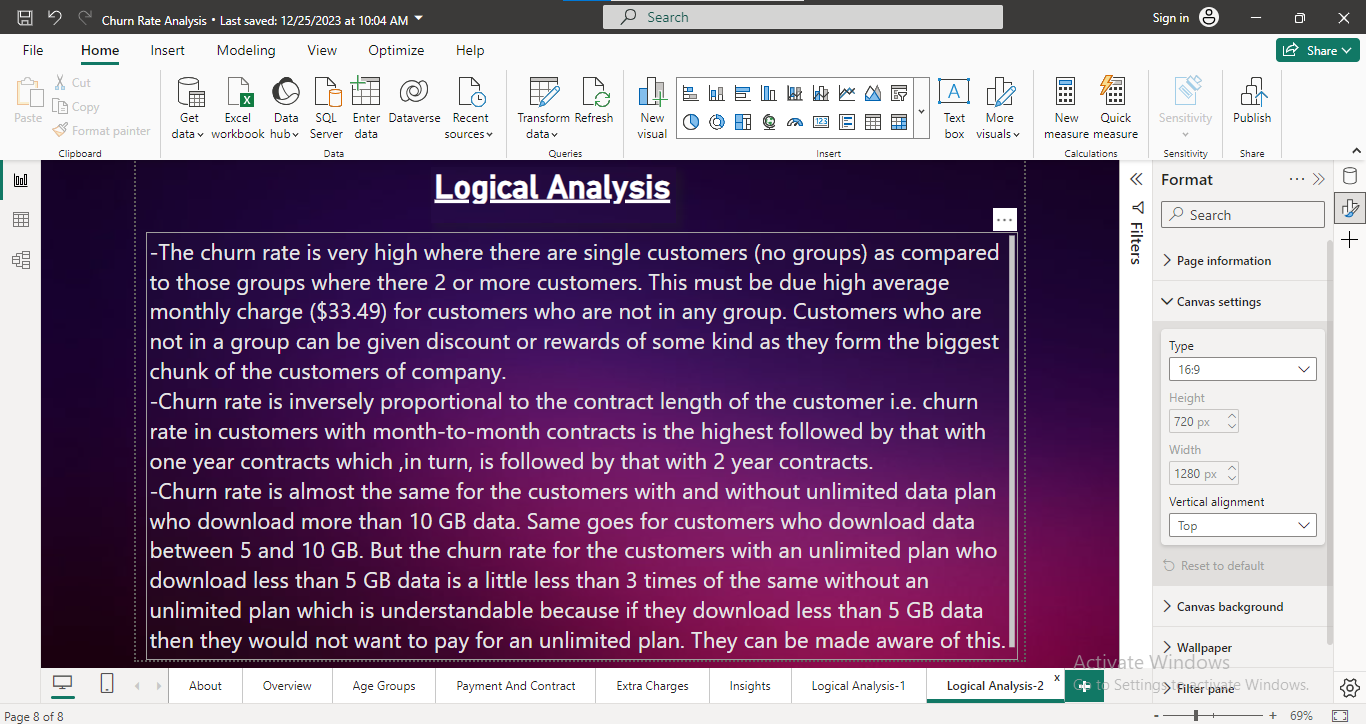 Churn Rate Analysis • Last saved: 12/25/2023 at 10:04 AM
Search
Sign in
File Home Insert Modeling View Optimize Help
Share
Paste
Cut
Copy
Format painter
Clipboard
Get data
Excel workbook
Data hub
SQL Server
Enter data
Dataverse
Recent sources
Data
Transform data
Refresh
Queries
New visual
123
A
Text box
More visuals
Insert
New measure
Quick measure
Calculations
Sensitivity
Sensitivity
Publish
Share
Logical Analysis
-The churn rate is very high where there are single customers (no groups) as compared
to those groups where there 2 or more customers. This must be due high average
monthly charge ($33.49) for customers who are not in any group. Customers who are
not in a group can be given discount or rewards of some kind as they form the biggest
chunk of the customers of company.
-Churn rate is inversely proportional to the contract length of the customer i.e. churn
rate in customers with month-to-month contracts is the highest followed by that with
one year contracts which ,in turn, is followed by that with 2 year contracts.
-Churn rate is almost the same for the customers with and without unlimited data plan
who download more than 10 GB data. Same goes for customers who download data
between 5 and 10 GB. But the churn rate for the customers with an unlimited plan who
download less than 5 GB data is a little less than 3 times of the same without an
unlimited plan which is understandable because if they download less than 5 GB data
then they would not want to pay for an unlimited plan. They can be made aware of this.
Filters
Format
Search
Page information
Canvas settings
Type
16:9
Height
720 px
Width
1280 px
Vertical alignment
Top
Reset to default
Canvas background
Wallpaper
Filter pane
Activate Windows
Go to Settings to activate Windows.
About Overview Age Groups Payment And Contract Extra Charges Insights Logical Analysis-1 Logical Analysis-2 x
Page 8 of 8
- + 69%